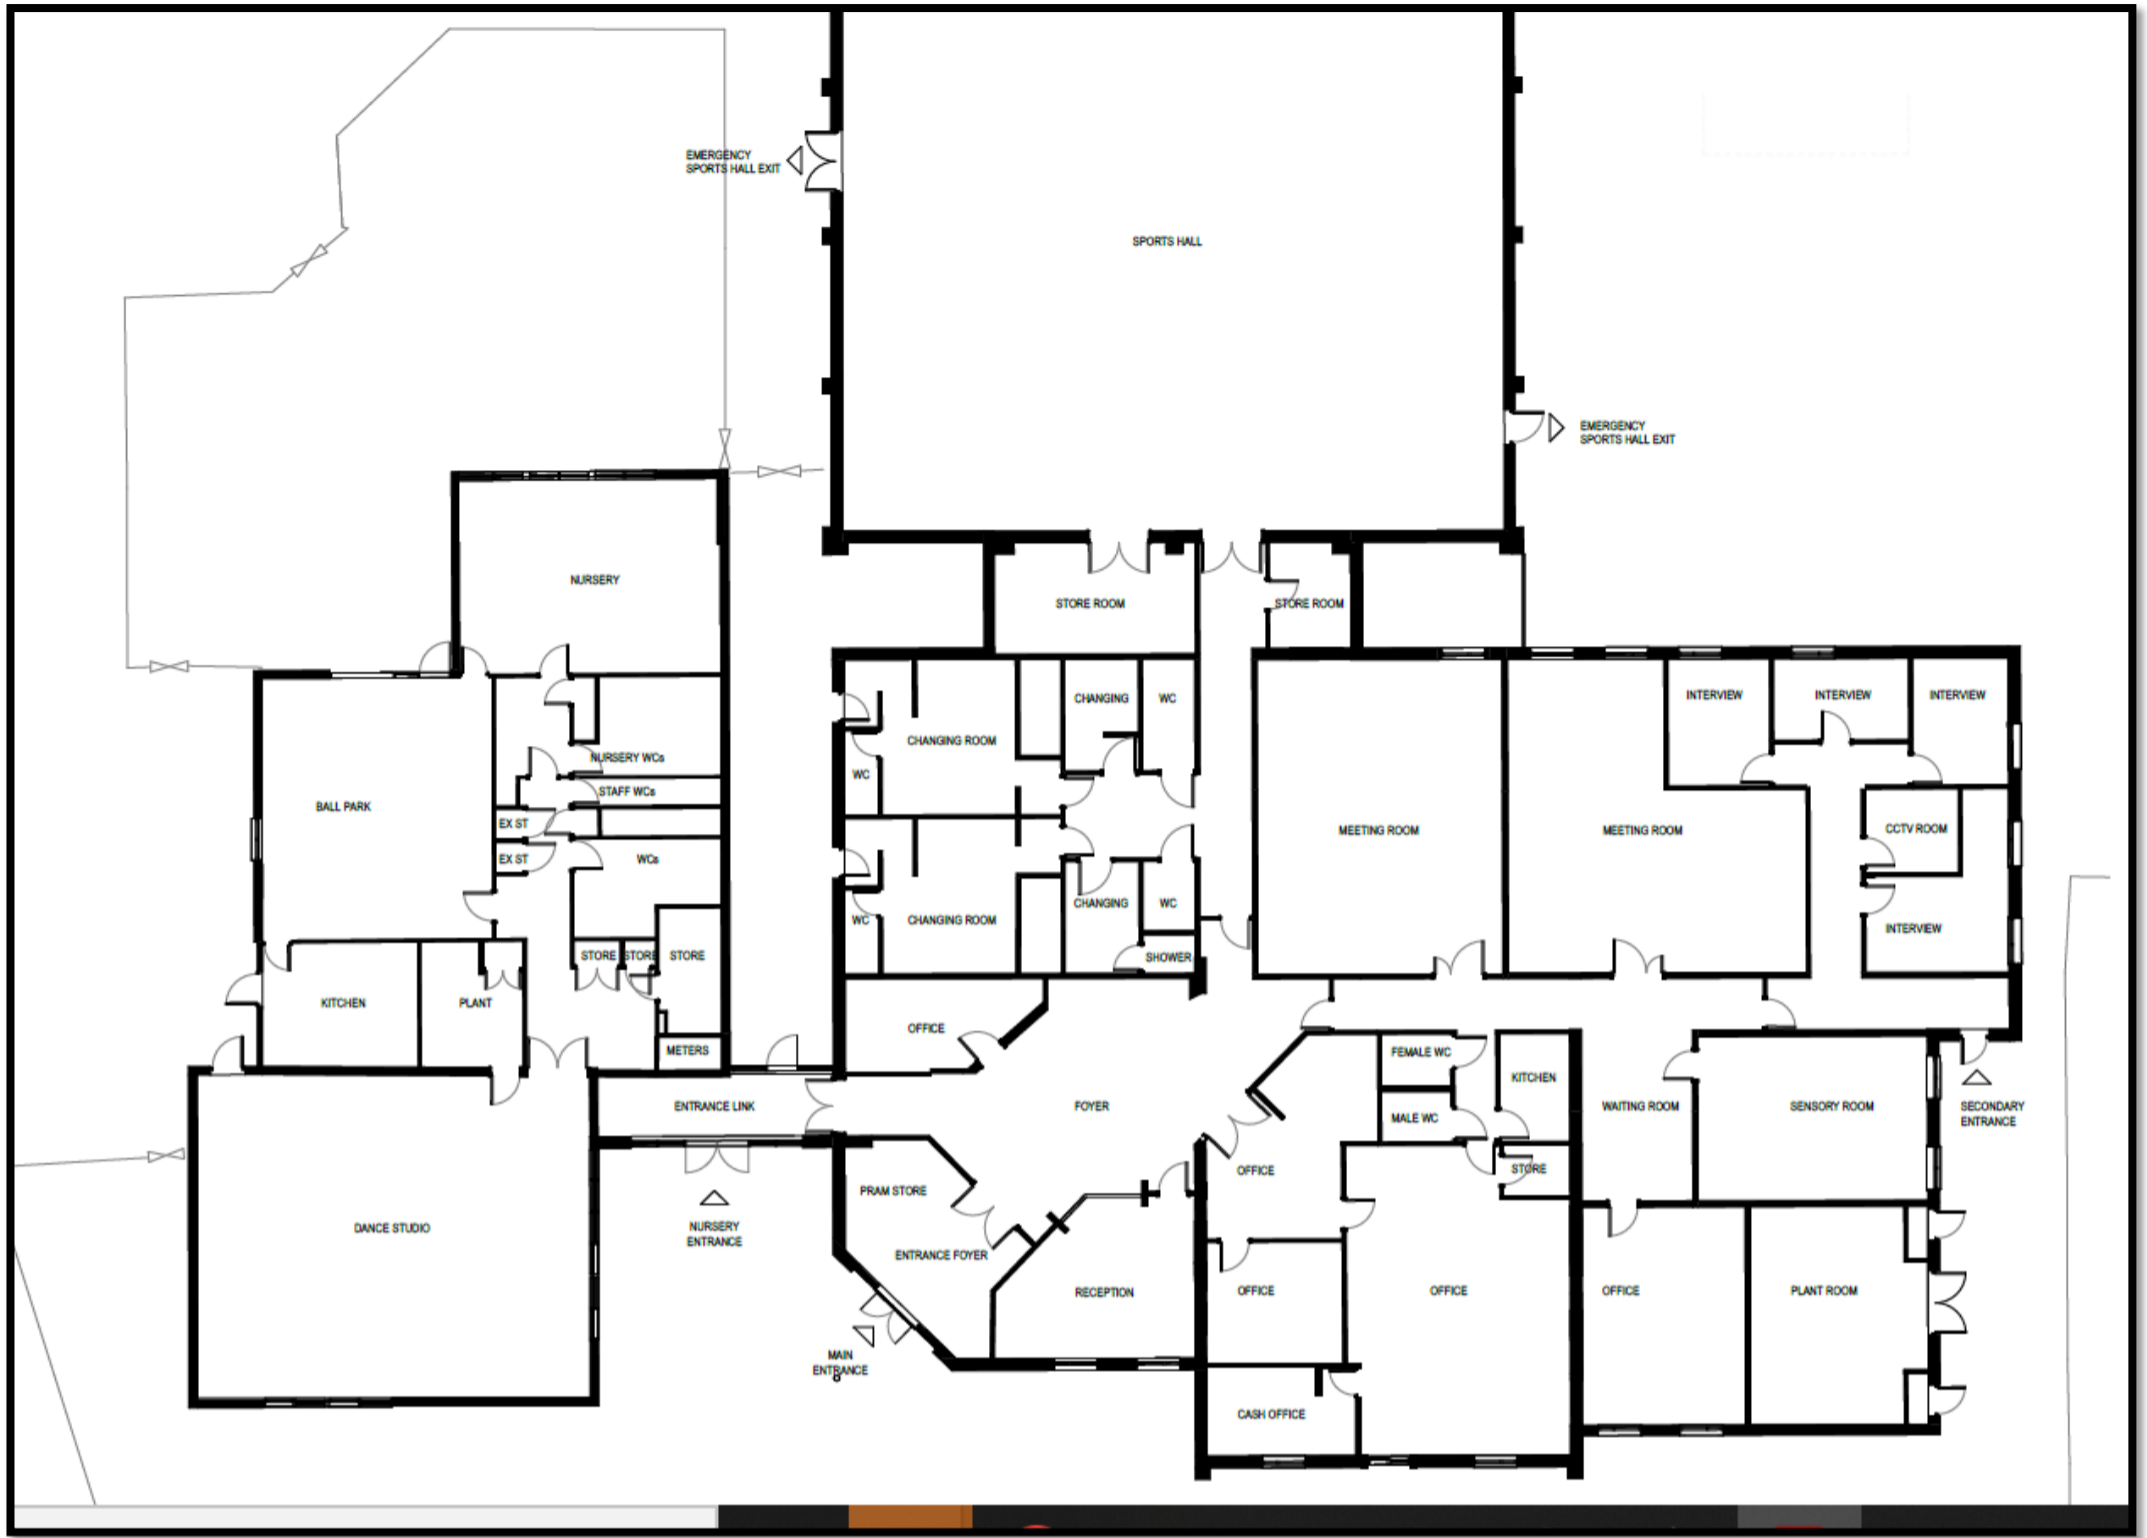 EMERGENCY
SPORTS HALL EXIT
SPORTS HALL
EMERGENCY
SPORTS HALL EXIT
NURSERY
STORE ROOM
STORE ROOM
CHANGING
WC
INTERVIEW
INTERVIEW
INTERVIEW
CHANGING ROOM
NURSERY WCs
WC
STAFF WCs
BALL PARK
EX ST
MEETING ROOM
MEETING ROOM
CCTV ROOM
EX ST
WCs
CHANGING
WC
WC
CHANGING ROOM
INTERVIEW
STORE
STORE
STORE
SHOWER
KITCHEN
PLANT
OFFICE
METERS
FEMALE WC
KITCHEN
ENTRANCE LINK
FOYER
MALE WC
WAITING ROOM
SENSORY ROOM
SECONDARY
ENTRANCE
OFFICE
STORE
PRAM STORE
DANCE STUDIO
NURSERY
ENTRANCE
ENTRANCE FOYER
RECEPTION
OFFICE
OFFICE
OFFICE
PLANT ROOM
MAIN
ENTRANCE
CASH OFFICE